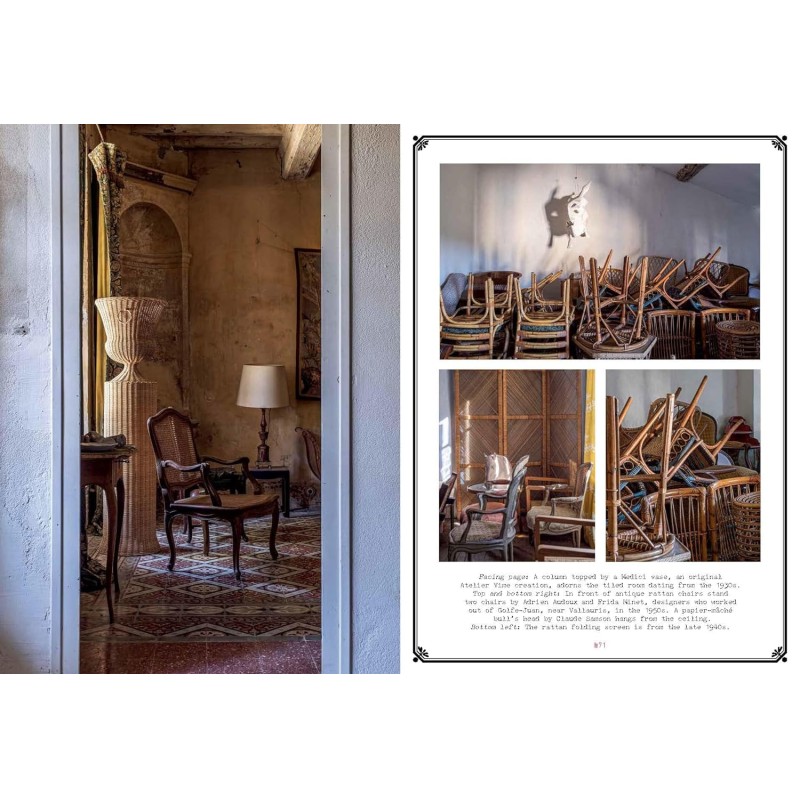 Facing page: A column topped by a Medici vase, an original
Atelier Vime creation, adorns the tiled room dating from the 1930s.
Top and bottom right: In front of antique rattan chairs stand
two chairs by Adrien Audoux and Frida Minet, designers who worked
out of Golfe-Juan, near Vallauris, in the 1950s. A papier-mâché
bull's head by Claude Samson hangs from the ceiling.
Bottom left: The rattan folding screen is from the late 1940s.